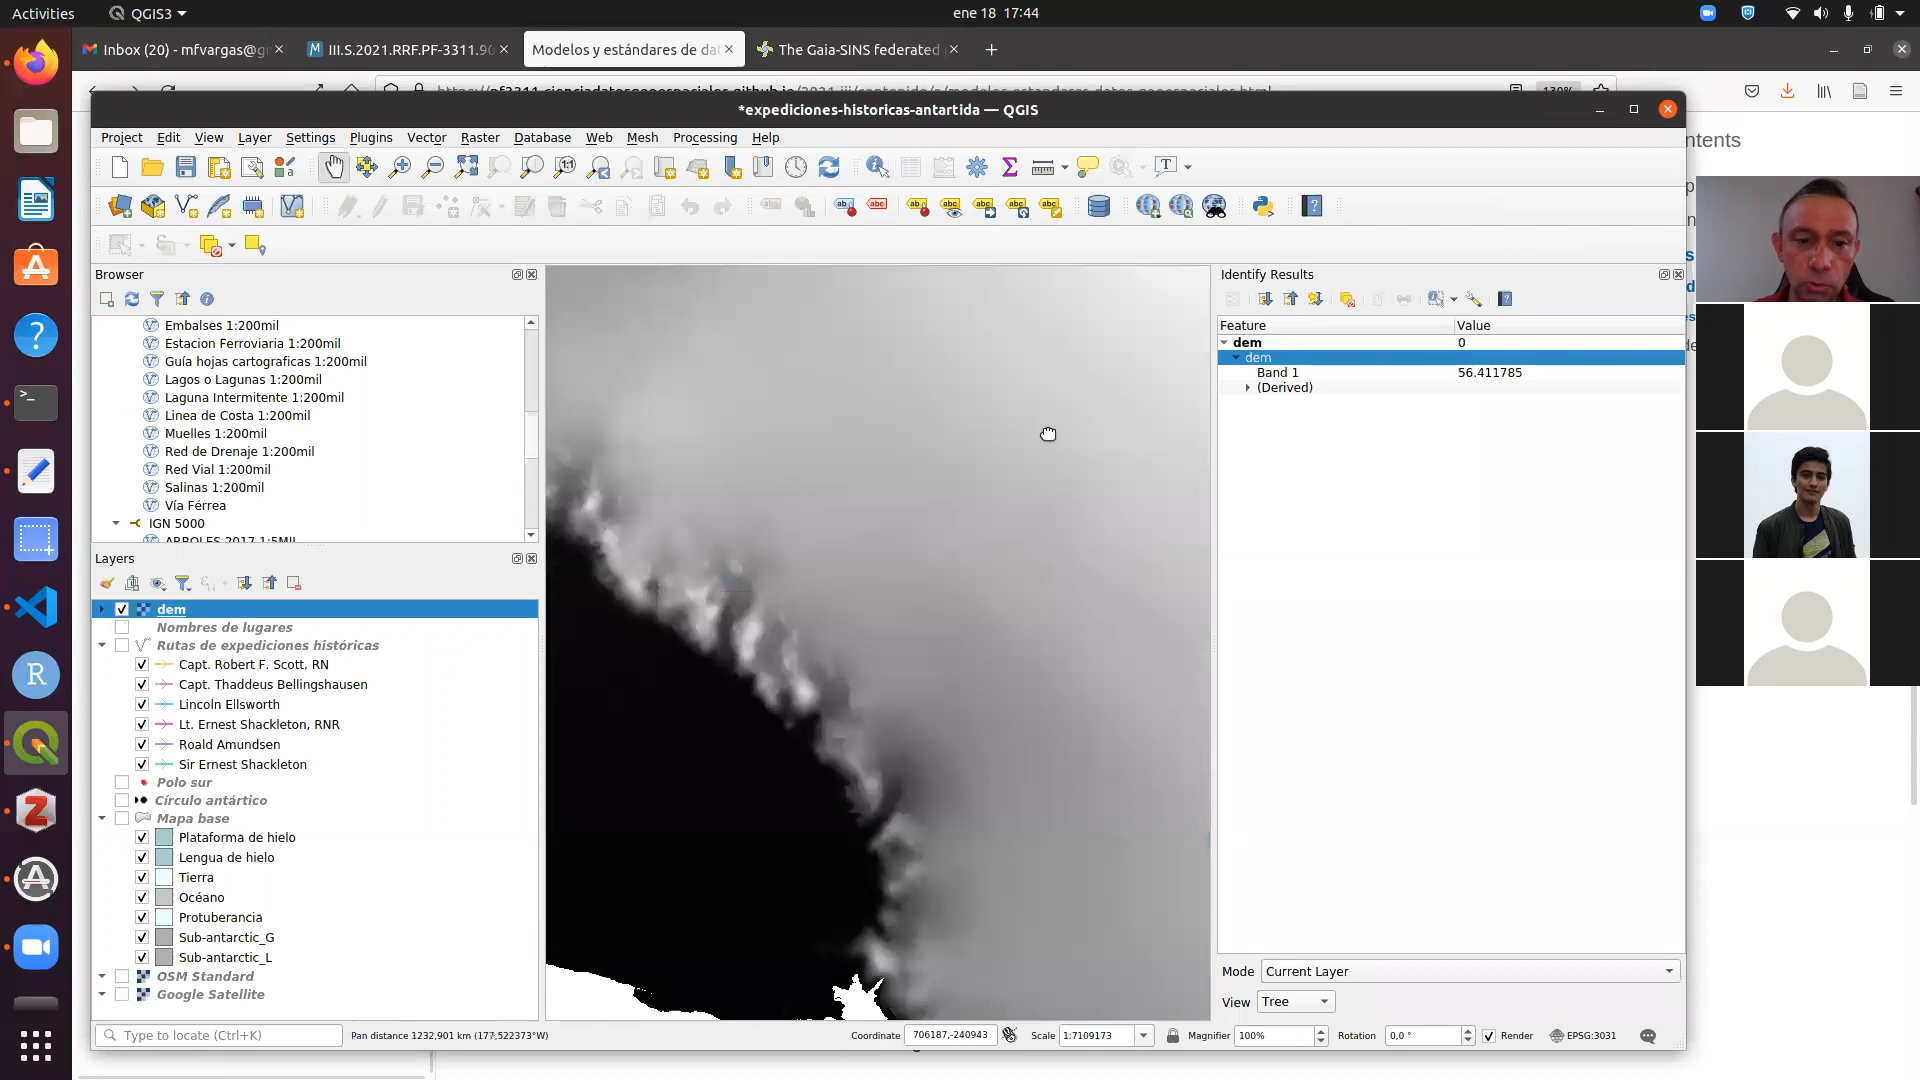 Activities
QGIS3
ene 18 17:44
Inbox (20) - mfvargas@g
III.S.2021.RRF.PF-3311.90
Modelos y estándares de da
The Gaia-SINS federated
130%
*expediciones-historicas-antartida — QGIS
Project Edit View Layer Settings Plugins Vector Raster Database Web Mesh Processing Help
ntents
Browser
Embalses 1:200mil
Estacion Ferroviaria 1:200mil
Guía hojas cartograficas 1:200mil
Lagos o Lagunas 1:200mil
Laguna Intermitente 1:200mil
Linea de Costa 1:200mil
Muelles 1:200mil
Red de Drenaje 1:200mil
Red Vial 1:200mil
Salinas 1:200mil
Vía Férrea
IGN 5000
ARBOLES 2017 1:5MIL
Layers
dem
Nombres de lugares
Rutas de expediciones históricas
Capt. Robert F. Scott, RN
Capt. Thaddeus Bellingshausen
Lincoln Ellsworth
Lt. Ernest Shackleton, RNR
Roald Amundsen
Sir Ernest Shackleton
Polo sur
Círculo antártico
Mapa base
Plataforma de hielo
Lengua de hielo
Tierra
Océano
Protuberancia
Sub-antarctic_G
Sub-antarctic_L
OSM Standard
Google Satellite
Identify Results
Feature Value
dem 0
dem
Band 1 56.411785
(Derived)
Mode Current Layer
View Tree
Type to locate (Ctrl+K)
Pan distance 1232,901 km (177,522373°W)
Coordinate 706187,-240943
Scale 1:7109173
Magnifier 100%
Rotation 0,0 °
Render
EPSG:3031